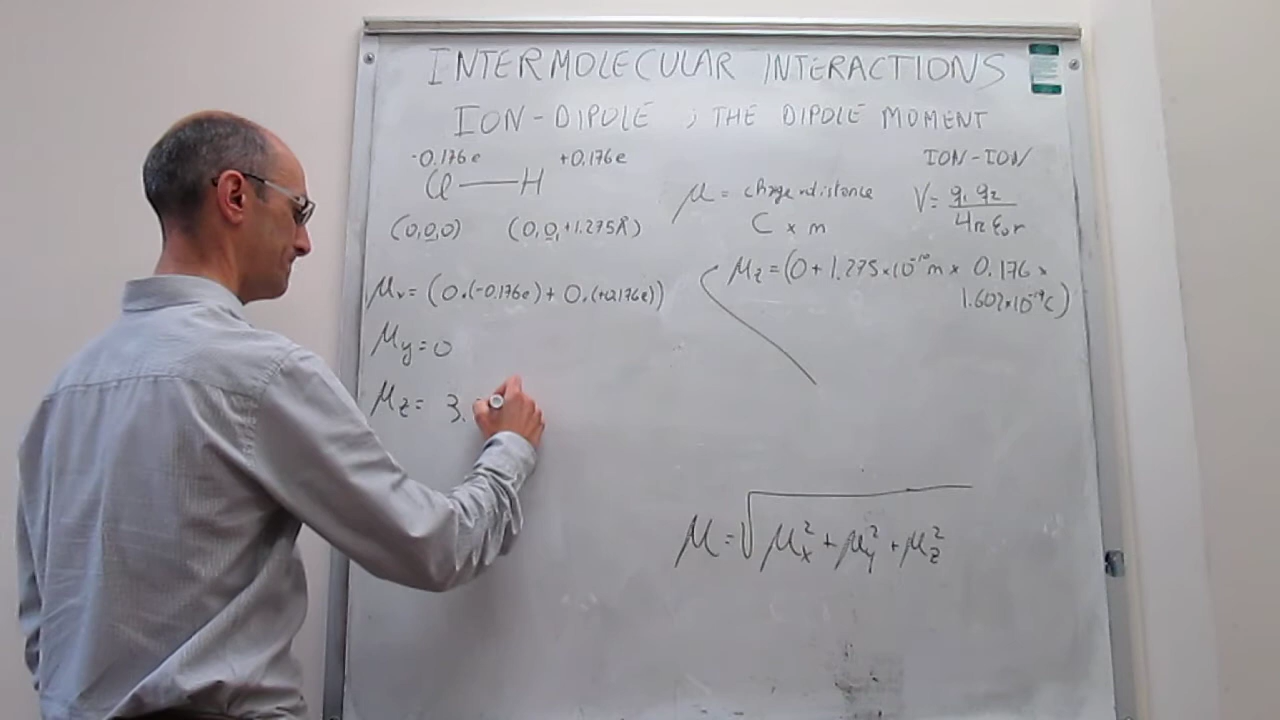 INTERMOLECULAR INTERACTIONS
ION-DIPOLE ; THE DIPOLE MOMENT
-0.176e +0.176e
Cl — H
(0,0,0) (0,0,+1.275Å)
μx = (0.(-0.176e) + 0.(+0.176e))
μy = 0
μz = 3.
μ = charge × distance
C × m
ION-ION
V = q1 q2 / 4π ε0 r
μz = (0 + 1.275×10⁻¹⁰m × 0.176 ×
1.602×10⁻¹⁹C)
μ = √(μx² + μy² + μz²)